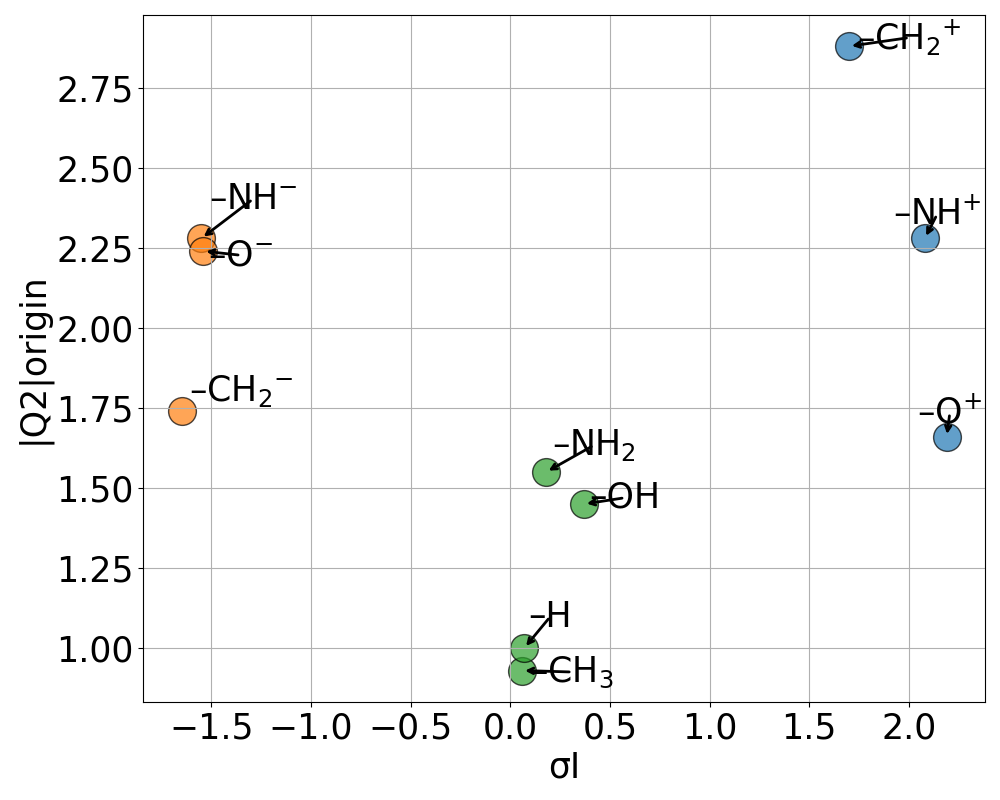 –CH₂⁺
2.75
2.50
–NH⁻
–NH⁺
2.25
–O⁻
2.00
|Q2|origin
–CH₂⁻
1.75
–O⁺
–NH₂
1.50
–OH
1.25
–H
1.00
–CH₃
−1.5 −1.0 −0.5 0.0 0.5 1.0 1.5 2.0
σI